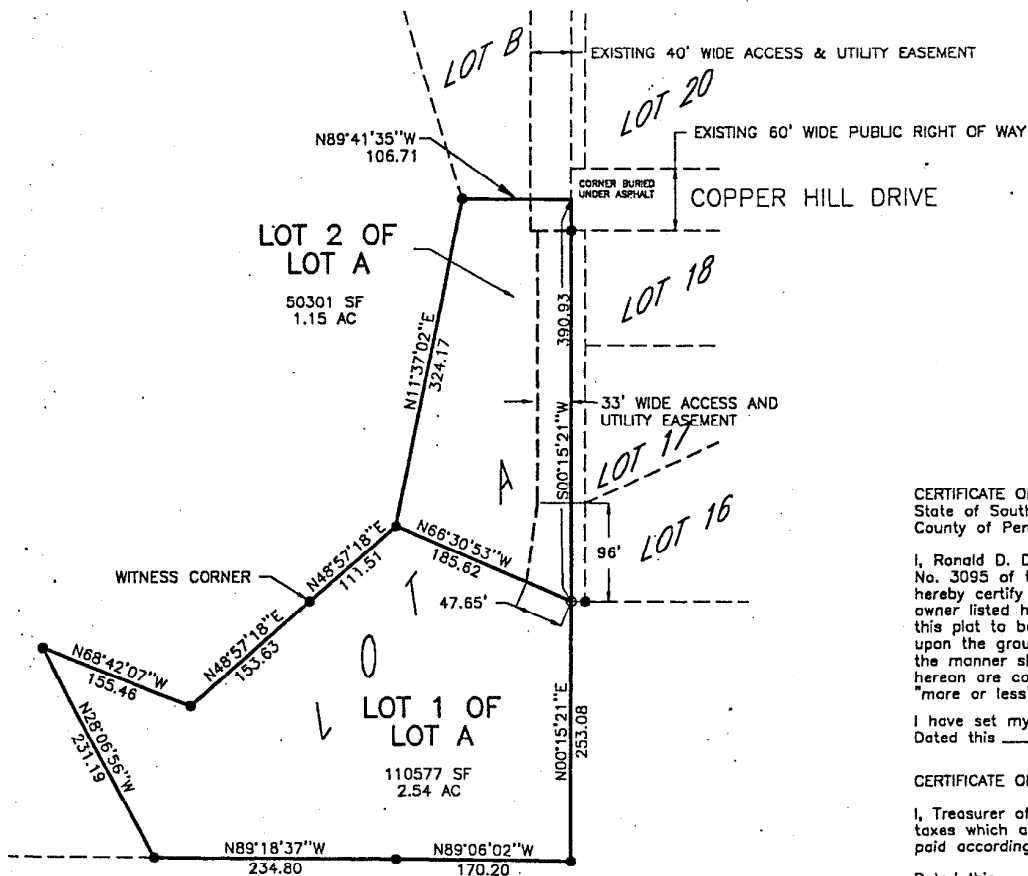 LOT B
EXISTING 40' WIDE ACCESS & UTILITY EASEMENT
LOT 20
N89°41'35"W
106.71
EXISTING 60' WIDE PUBLIC RIGHT OF WAY
CORNER BURIED
UNDER ASPHALT
COPPER HILL DRIVE
LOT 2 OF
LOT A
50301 SF
1.15 AC
LOT 18
N11°37'02"E
324.17
390.93
S00°15'21"W
33' WIDE ACCESS AND
UTILITY EASEMENT
LOT 17
LOT 16
96'
N66°30'53"W
185.62
47.65'
WITNESS CORNER
N48°57'18"E
111.51
N48°57'18"E
153.63
N68°42'07"W
155.46
N28°06'56"W
231.19
LOT A
LOT 1 OF
LOT A
110577 SF
2.54 AC
N00°15'21"E
253.08
N89°18'37"W
234.80
N89°06'02"W
170.20
CERTIFICATE O
State of South
County of Pen
I, Ronald D. D
No. 3095 of t
hereby certify
owner listed h
this plat to b
upon the grou
the manner s
hereon are co
"more or less
I have set my
Dated this
CERTIFICATE O
I, Treasurer of
taxes which a
paid accordin